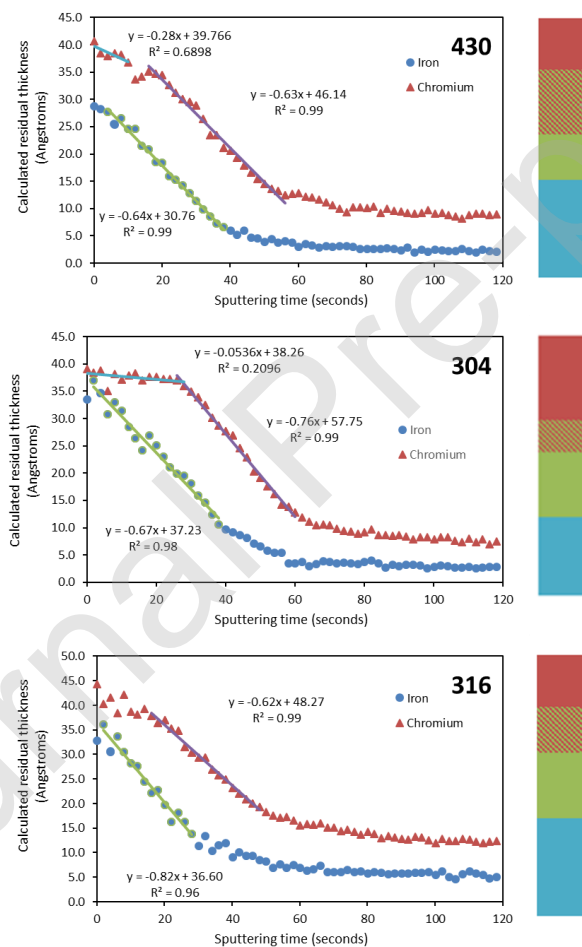 430
y = -0.28x + 39.766
R² = 0.6898
Iron
Chromium
y = -0.63x + 46.14
R² = 0.99
y = -0.64x + 30.76
R² = 0.99
45.0
40.0
35.0
30.0
25.0
20.0
15.0
10.0
5.0
0.0
Calculated residual thickness
(Angstroms)
0 20 40 60 80 100 120
Sputtering time (seconds)
304
y = -0.0536x + 38.26
R² = 0.2096
y = -0.76x + 57.75
R² = 0.99
Iron
Chromium
y = -0.67x + 37.23
R² = 0.98
45.0
40.0
35.0
30.0
25.0
20.0
15.0
10.0
5.0
0.0
Calculated residual thickness
(Angstroms)
0 20 40 60 80 100 120
Sputtering time (seconds)
316
y = -0.62x + 48.27
R² = 0.99
Iron
Chromium
y = -0.82x + 36.60
R² = 0.96
50.0
45.0
40.0
35.0
30.0
25.0
20.0
15.0
10.0
5.0
0.0
Calculated residual thickness
(Angstroms)
0 20 40 60 80 100 120
Sputtering time (seconds)